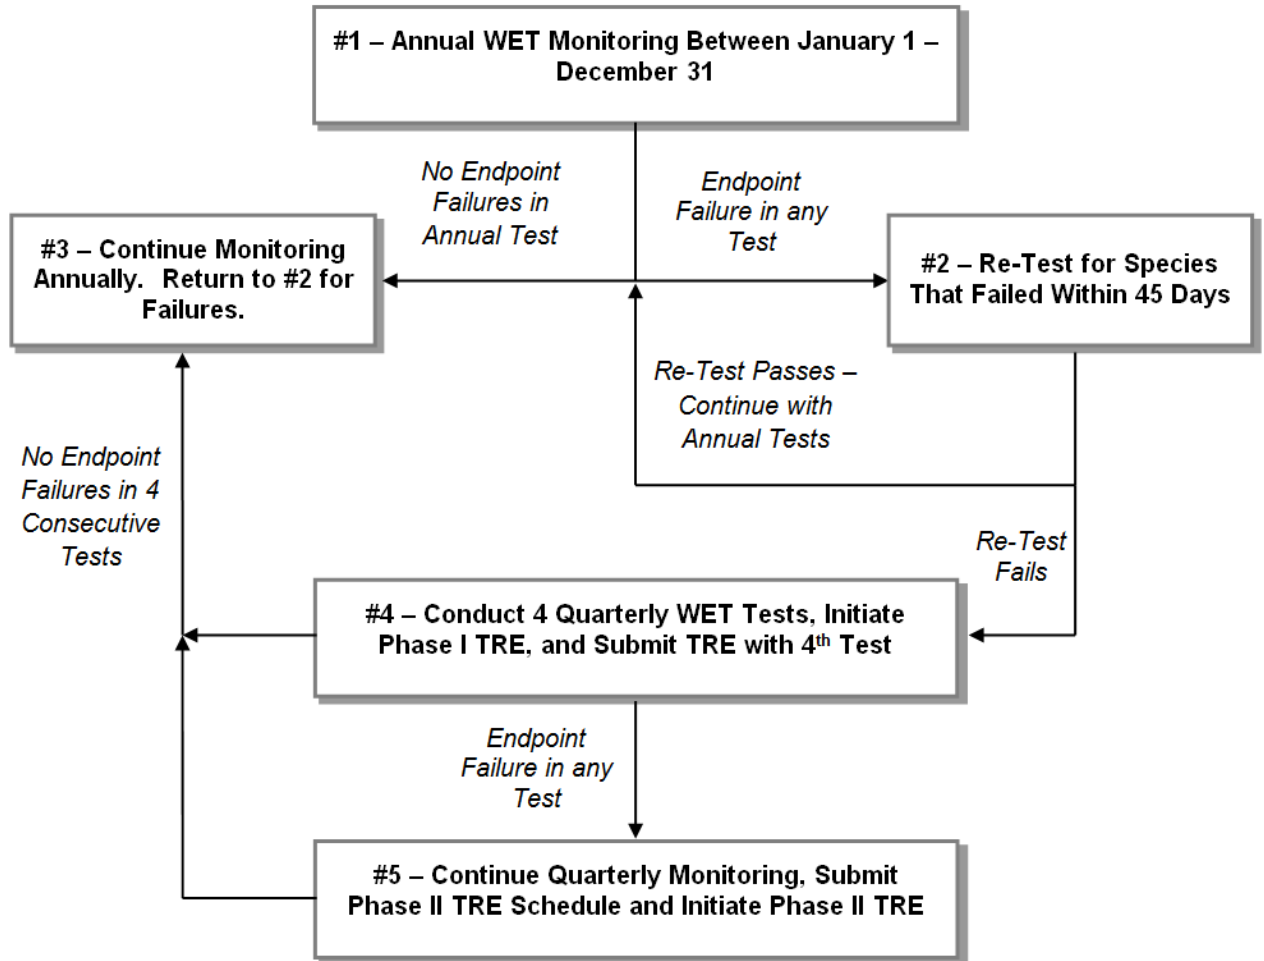 #1 – Annual WET Monitoring Between January 1 –
December 31
No Endpoint
Failures in
Annual Test
Endpoint
Failure in any
Test
#3 – Continue Monitoring
Annually.  Return to #2 for
Failures.
#2 – Re-Test for Species
That Failed Within 45 Days
Re-Test Passes –
Continue with
Annual Tests
No Endpoint
Failures in 4
Consecutive
Tests
Re-Test
Fails
#4 – Conduct 4 Quarterly WET Tests, Initiate
Phase I TRE, and Submit TRE with 4th Test
Endpoint
Failure in any
Test
#5 – Continue Quarterly Monitoring, Submit
Phase II TRE Schedule and Initiate Phase II TRE